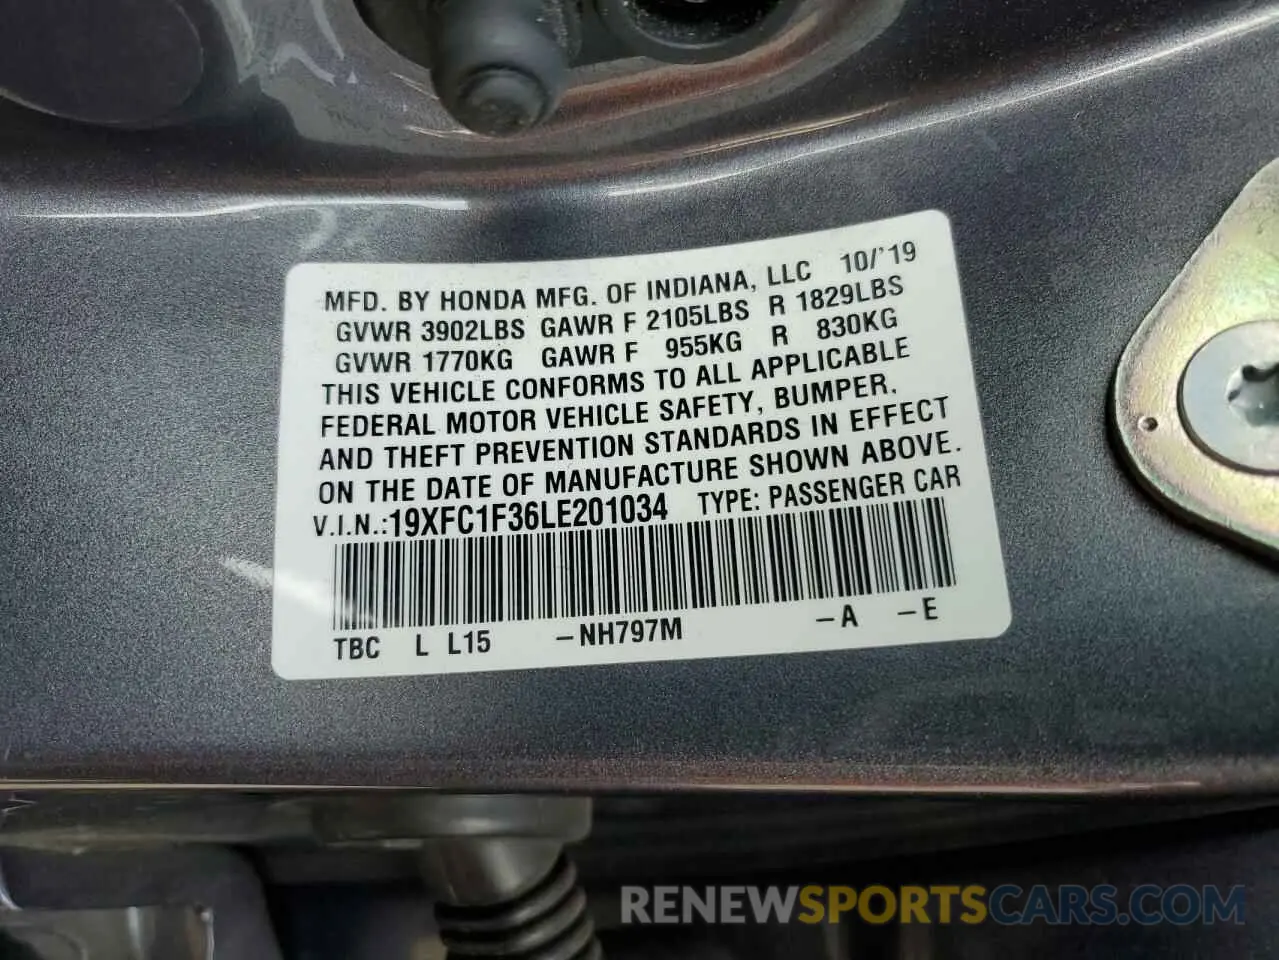 MFD. BY HONDA MFG. OF INDIANA, LLC 10/'19
GVWR 3902LBS GAWR F 2105LBS R 1829LBS
GVWR 1770KG GAWR F 955KG R 830KG
THIS VEHICLE CONFORMS TO ALL APPLICABLE
FEDERAL MOTOR VEHICLE SAFETY, BUMPER.
AND THEFT PREVENTION STANDARDS IN EFFECT
ON THE DATE OF MANUFACTURE SHOWN ABOVE.
V.I.N.:19XFC1F36LE201034 TYPE: PASSENGER CAR
TBC L L15 –NH797M –A –E
RENEWSPORTSCARS.COM